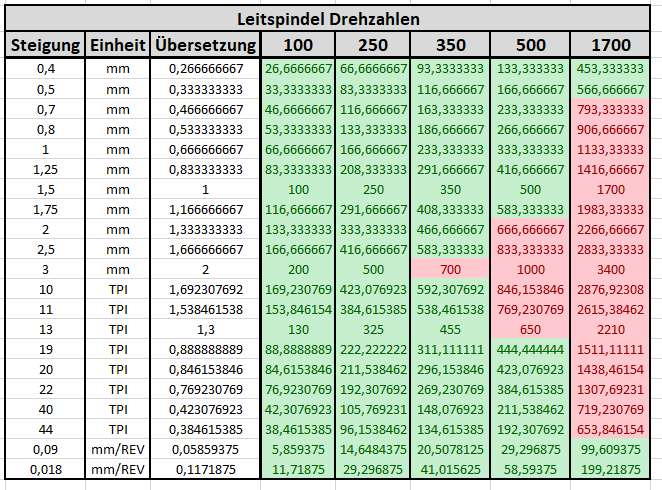 Leitspindel Drehzahlen
Steigung Einheit Übersetzung 100 250 350 500 1700
0,4 mm 0,266666667 26,6666667 66,6666667 93,3333333 133,333333 453,333333
0,5 mm 0,333333333 33,3333333 83,3333333 116,666667 166,666667 566,666667
0,7 mm 0,466666667 46,6666667 116,666667 163,333333 233,333333 793,333333
0,8 mm 0,533333333 53,3333333 133,333333 186,666667 266,666667 906,666667
1 mm 0,666666667 66,6666667 166,666667 233,333333 333,333333 1133,33333
1,25 mm 0,833333333 83,3333333 208,333333 291,666667 416,666667 1416,66667
1,5 mm 1 100 250 350 500 1700
1,75 mm 1,166666667 116,666667 291,666667 408,333333 583,333333 1983,33333
2 mm 1,333333333 133,333333 333,333333 466,666667 666,666667 2266,66667
2,5 mm 1,666666667 166,666667 416,666667 583,333333 833,333333 2833,33333
3 mm 2 200 500 700 1000 3400
10 TPI 1,692307692 169,230769 423,076923 592,307692 846,153846 2876,92308
11 TPI 1,538461538 153,846154 384,615385 538,461538 769,230769 2615,38462
13 TPI 1,3 130 325 455 650 2210
19 TPI 0,888888889 88,8888889 222,222222 311,111111 444,444444 1511,11111
20 TPI 0,846153846 84,6153846 211,538462 296,153846 423,076923 1438,46154
22 TPI 0,769230769 76,9230769 192,307692 269,230769 384,615385 1307,69231
40 TPI 0,423076923 42,3076923 105,769231 148,076923 211,538462 719,230769
44 TPI 0,384615385 38,4615385 96,1538462 134,615385 192,307692 653,846154
0,09 mm/REV 0,05859375 5,859375 14,6484375 20,5078125 29,296875 99,609375
0,018 mm/REV 0,1171875 11,71875 29,296875 41,015625 58,59375 199,21875